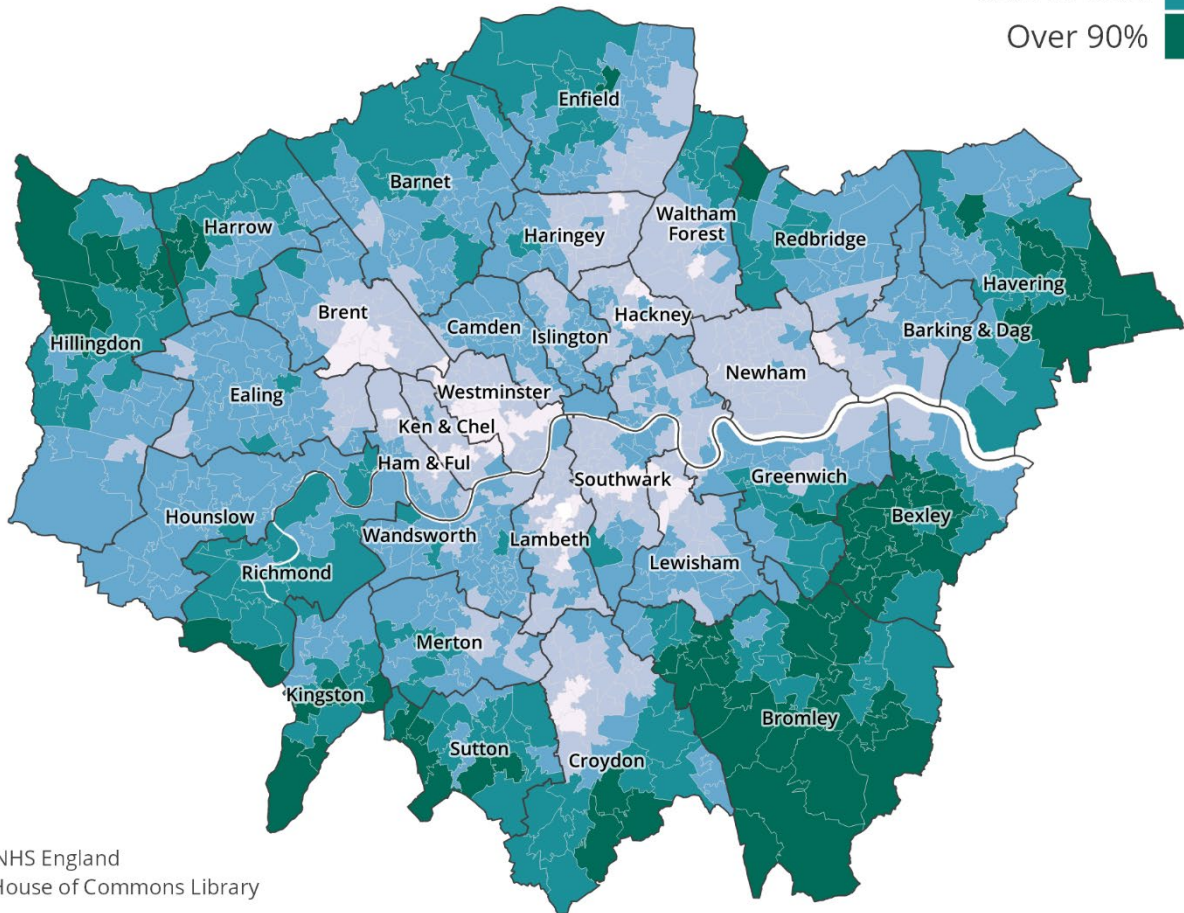 Over 90%
Enfield
Barnet
Harrow
Haringey
Waltham
Forest
Redbridge
Havering
Hillingdon
Brent
Camden
Islington
Hackney
Barking & Dag
Ealing
Westminster
Newham
Ken & Chel
Ham & Ful
Southwark
Greenwich
Hounslow
Wandsworth
Lambeth
Bexley
Richmond
Lewisham
Merton
Kingston
Bromley
Sutton
Croydon
NHS England
House of Commons Library